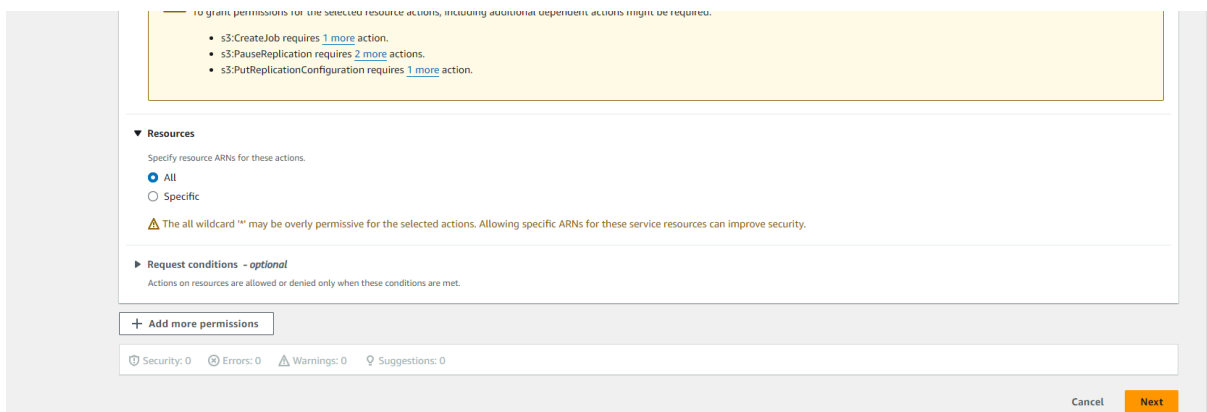 To grant permissions for the selected resource actions, including additional dependent actions might be required.
• s3:CreateJob requires 1 more action.
• s3:PauseReplication requires 2 more actions.
• s3:PutReplicationConfiguration requires 1 more action.
Resources
Specify resource ARNs for these actions.
All
Specific
The all wildcard '*' may be overly permissive for the selected actions. Allowing specific ARNs for these service resources can improve security.
Request conditions - optional
Actions on resources are allowed or denied only when these conditions are met.
+ Add more permissions
Security: 0 Errors: 0 Warnings: 0 Suggestions: 0
Cancel Next